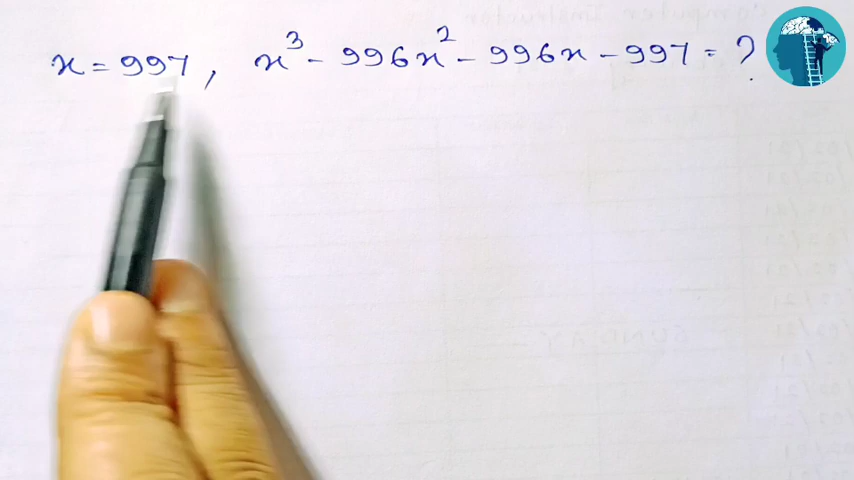 x = 997, x³ - 996x² - 996x - 997 = ?